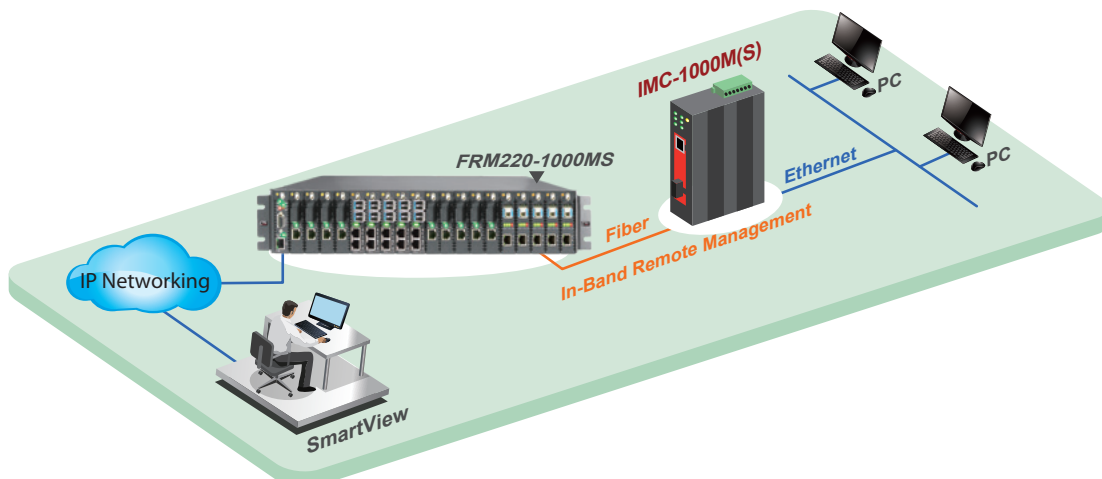 IMC-1000M(S)
PC
PC
FRM220-1000MS
Ethernet
Fiber
In-Band Remote Management
IP Networking
SmartView